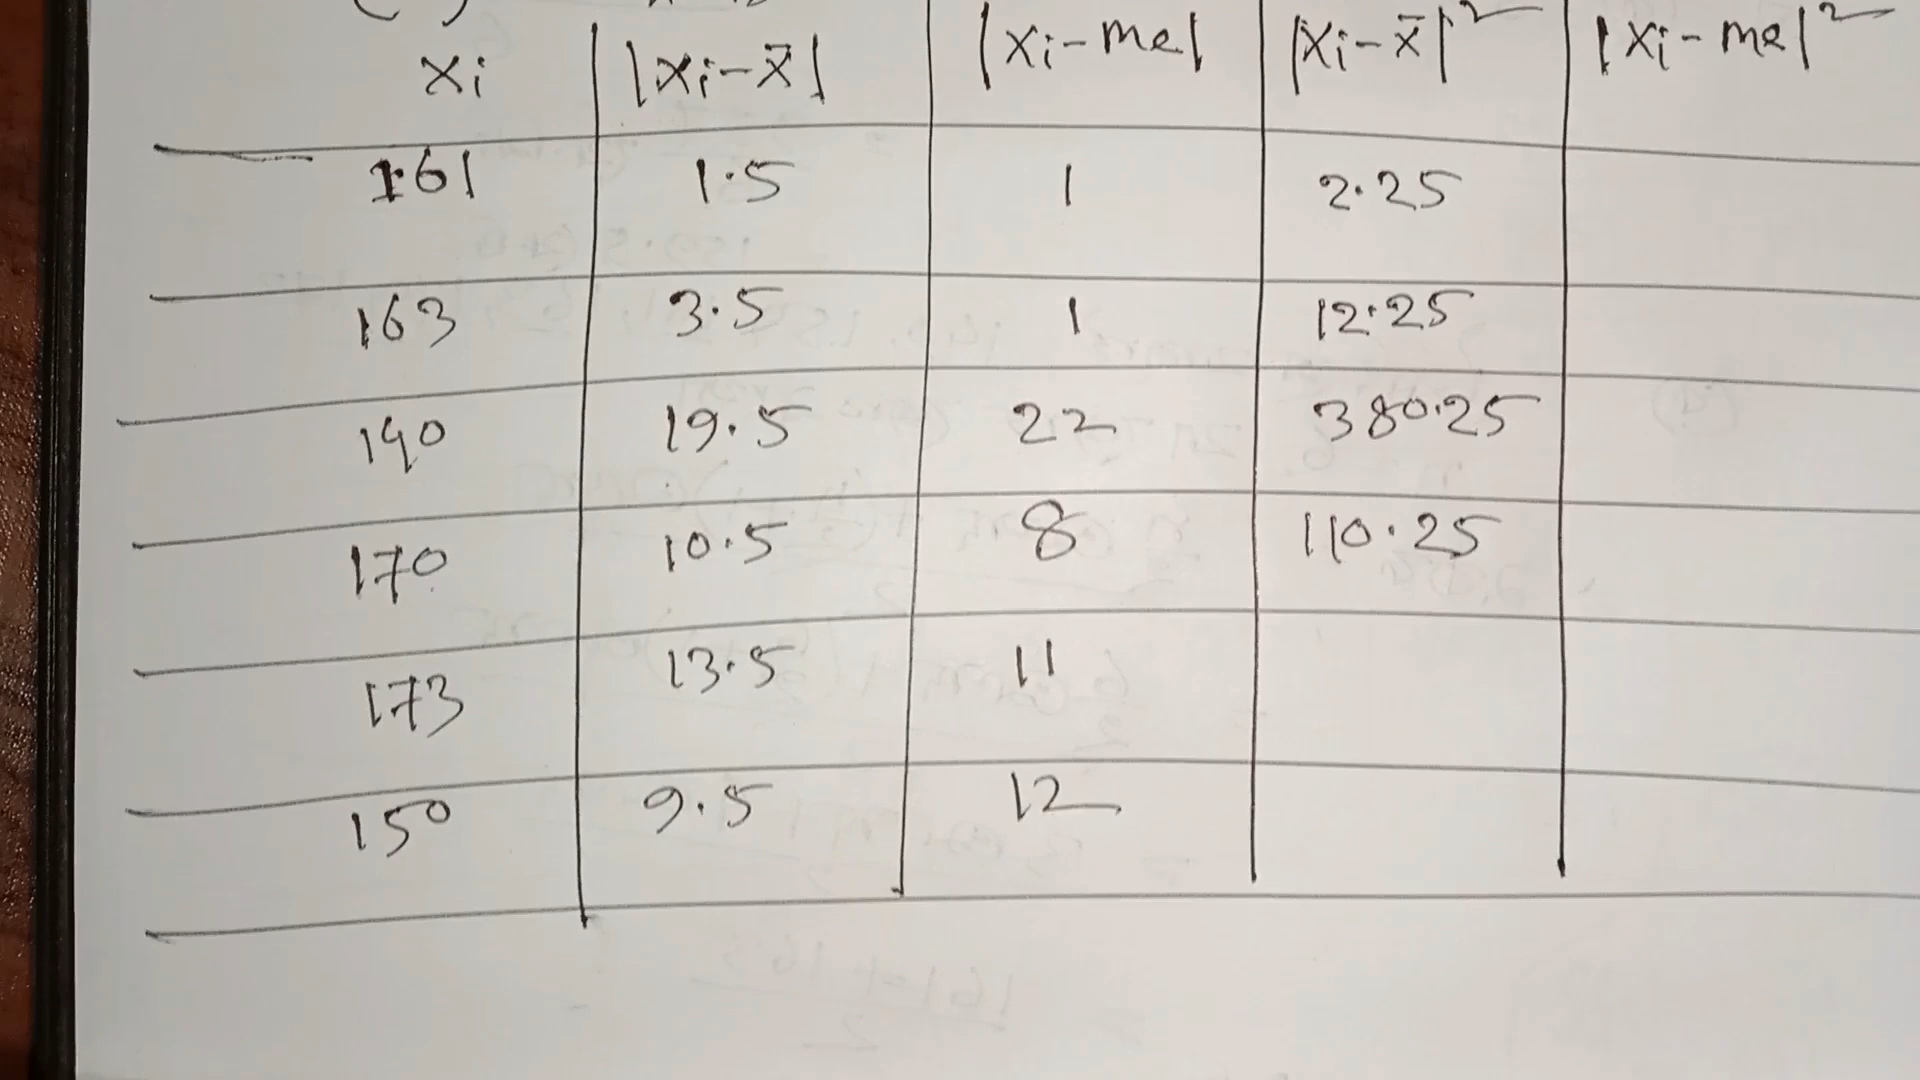 xi |xi-x̄| |xi-me| |xi-x̄|² |xi-me|²
161 1.5 1 2.25
163 3.5 1 12.25
140 19.5 22 380.25
170 10.5 8 110.25
173 13.5 11
150 9.5 12